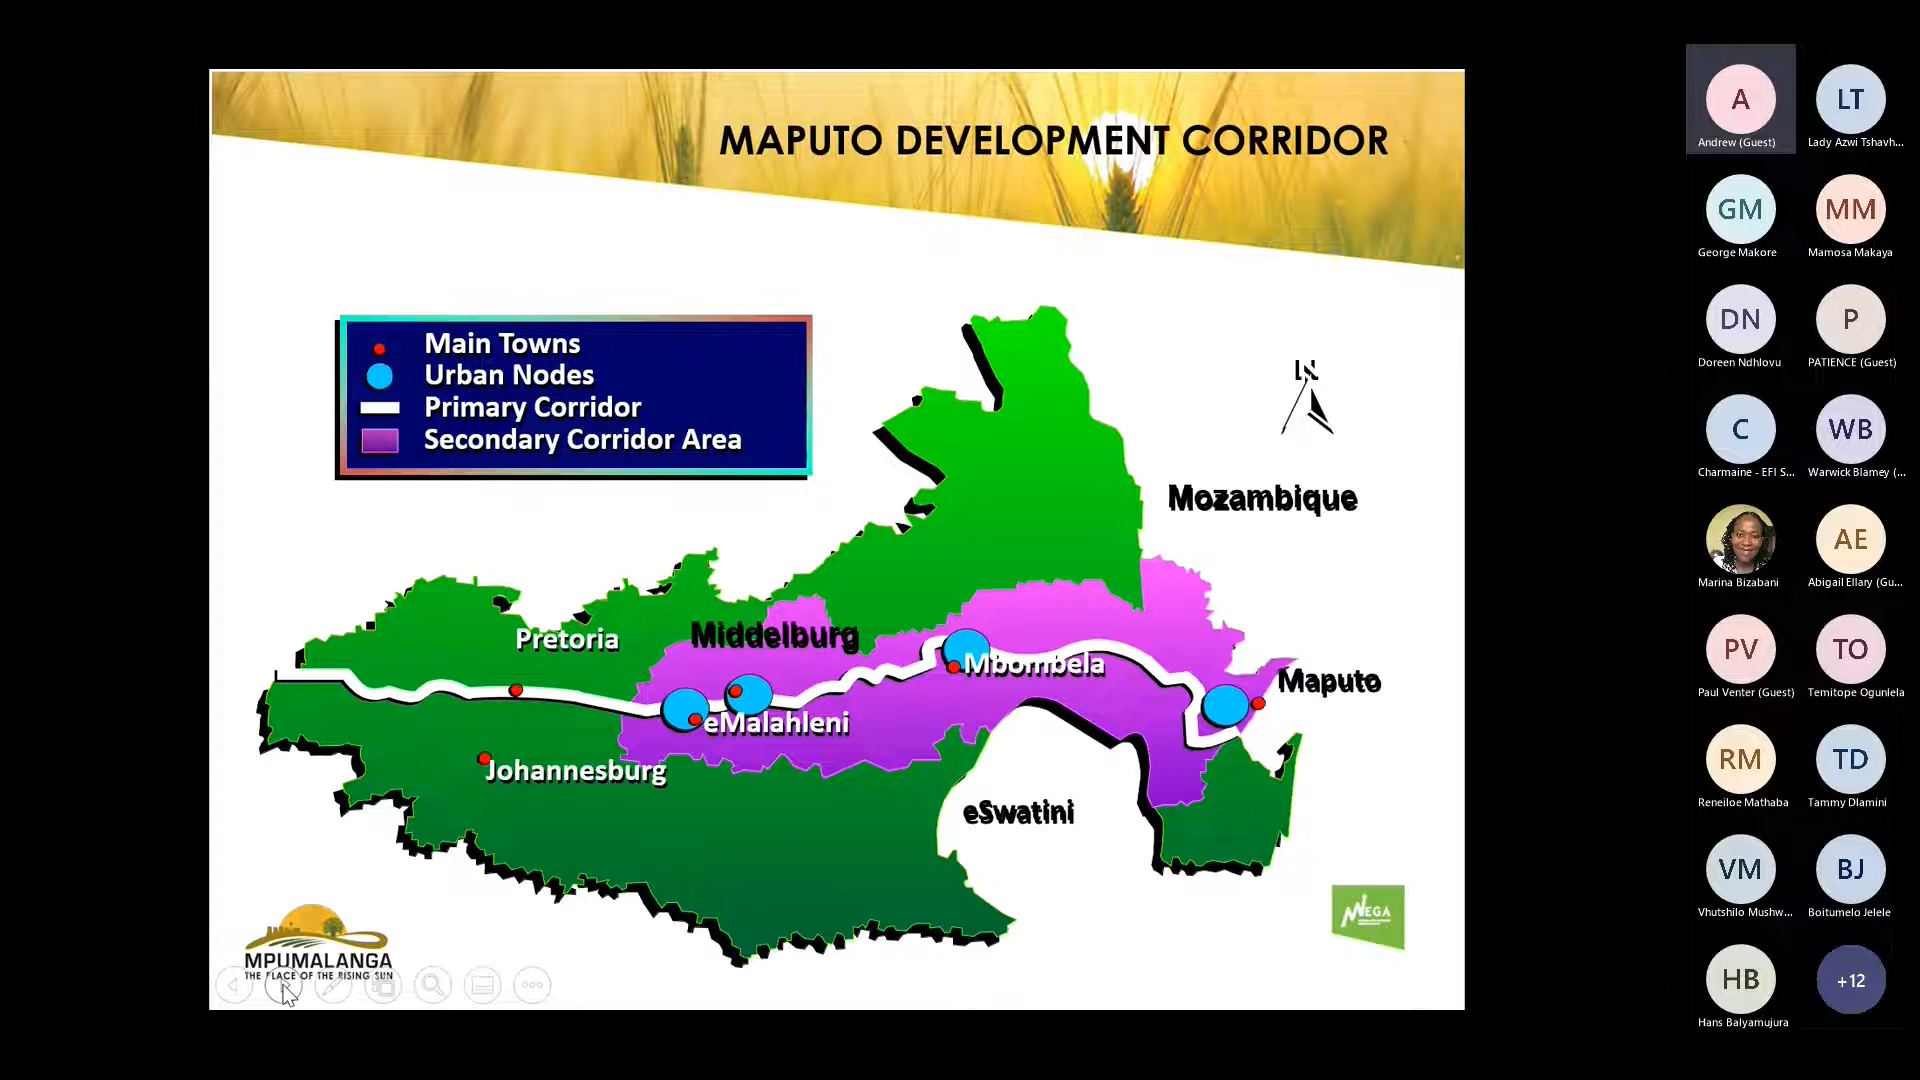 MAPUTO DEVELOPMENT CORRIDOR
Main Towns
Urban Nodes
Primary Corridor
Secondary Corridor Area
N
Mozambique
Pretoria
Middelburg
Mbombela
Maputo
eMalahleni
Johannesburg
eSwatini
MEGA
MPUMALANGA
THE PLACE OF THE RISING SUN
A
Andrew (Guest)
LT
Lady Azwi Tshavh...
GM
George Makore
MM
Mamosa Makaya
DN
Doreen Ndhlovu
P
PATIENCE (Guest)
C
Charmaine - EFI S...
WB
Warwick Blamey (...
Marina Bizabani
AE
Abigail Ellary (Gu...
PV
Paul Venter (Guest)
TO
Temitope Ogunlela
RM
Reneiloe Mathaba
TD
Tammy Dlamini
VM
Vhutshilo Mushw...
BJ
Boitumelo Jelele
HB
Hans Balyamujura
+12